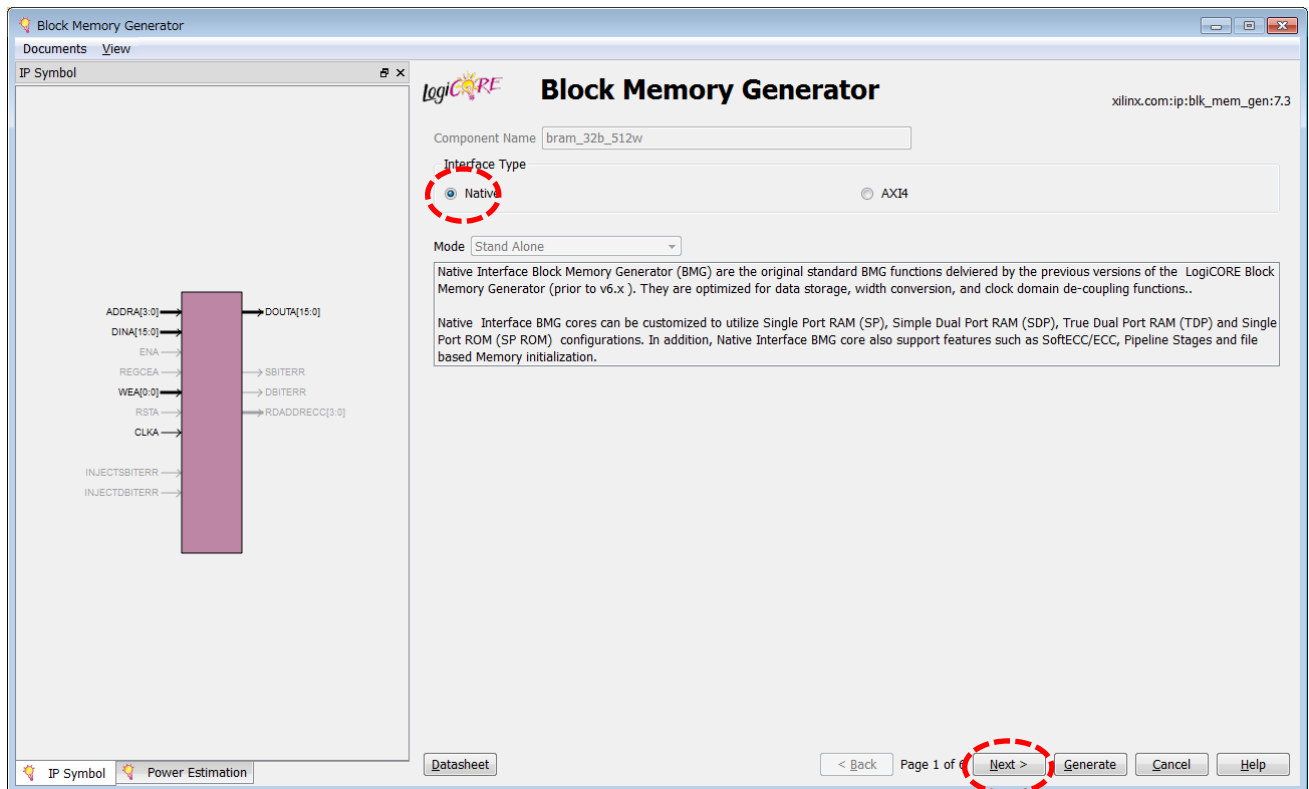 Block Memory Generator
Documents View
IP Symbol
ADDRA[3:0]
DOUTA[15:0]
DINA[15:0]
ENA
REGCEA
SBITERR
WEA[0:0]
DBITERR
RSTA
RDADDRECC[3:0]
CLKA
INJECTSBITERR
INJECTDBITERR
IP Symbol
Power Estimation
LogiCORE
Block Memory Generator
xilinx.com:ip:blk_mem_gen:7.3
Component Name bram_32b_512w
Interface Type
Native
AXI4
Mode Stand Alone
Native Interface Block Memory Generator (BMG) are the original standard BMG functions delviered by the previous versions of the LogiCORE Block
Memory Generator (prior to v6.x ). They are optimized for data storage, width conversion, and clock domain de-coupling functions..
Native Interface BMG cores can be customized to utilize Single Port RAM (SP), Simple Dual Port RAM (SDP), True Dual Port RAM (TDP) and Single
Port ROM (SP ROM) configurations. In addition, Native Interface BMG core also support features such as SoftECC/ECC, Pipeline Stages and file
based Memory initialization.
Datasheet
< Back Page 1 of 6 Next > Generate Cancel Help